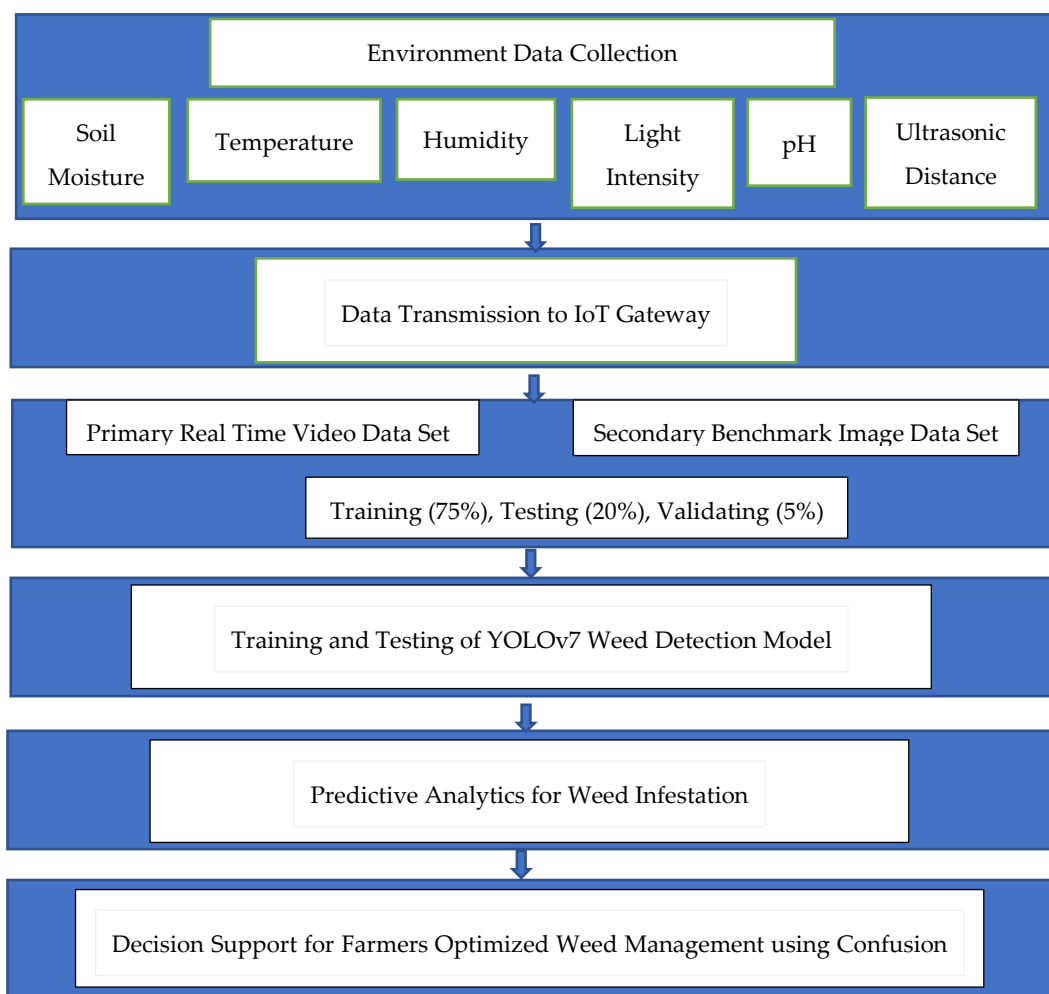 Environment Data Collection
Soil
Moisture
Temperature
Humidity
Light
Intensity
pH
Ultrasonic
Distance
Data Transmission to IoT Gateway
Primary Real Time Video Data Set
Secondary Benchmark Image Data Set
Training (75%), Testing (20%), Validating (5%)
Training and Testing of YOLOv7 Weed Detection Model
Predictive Analytics for Weed Infestation
Decision Support for Farmers Optimized Weed Management using Confusion